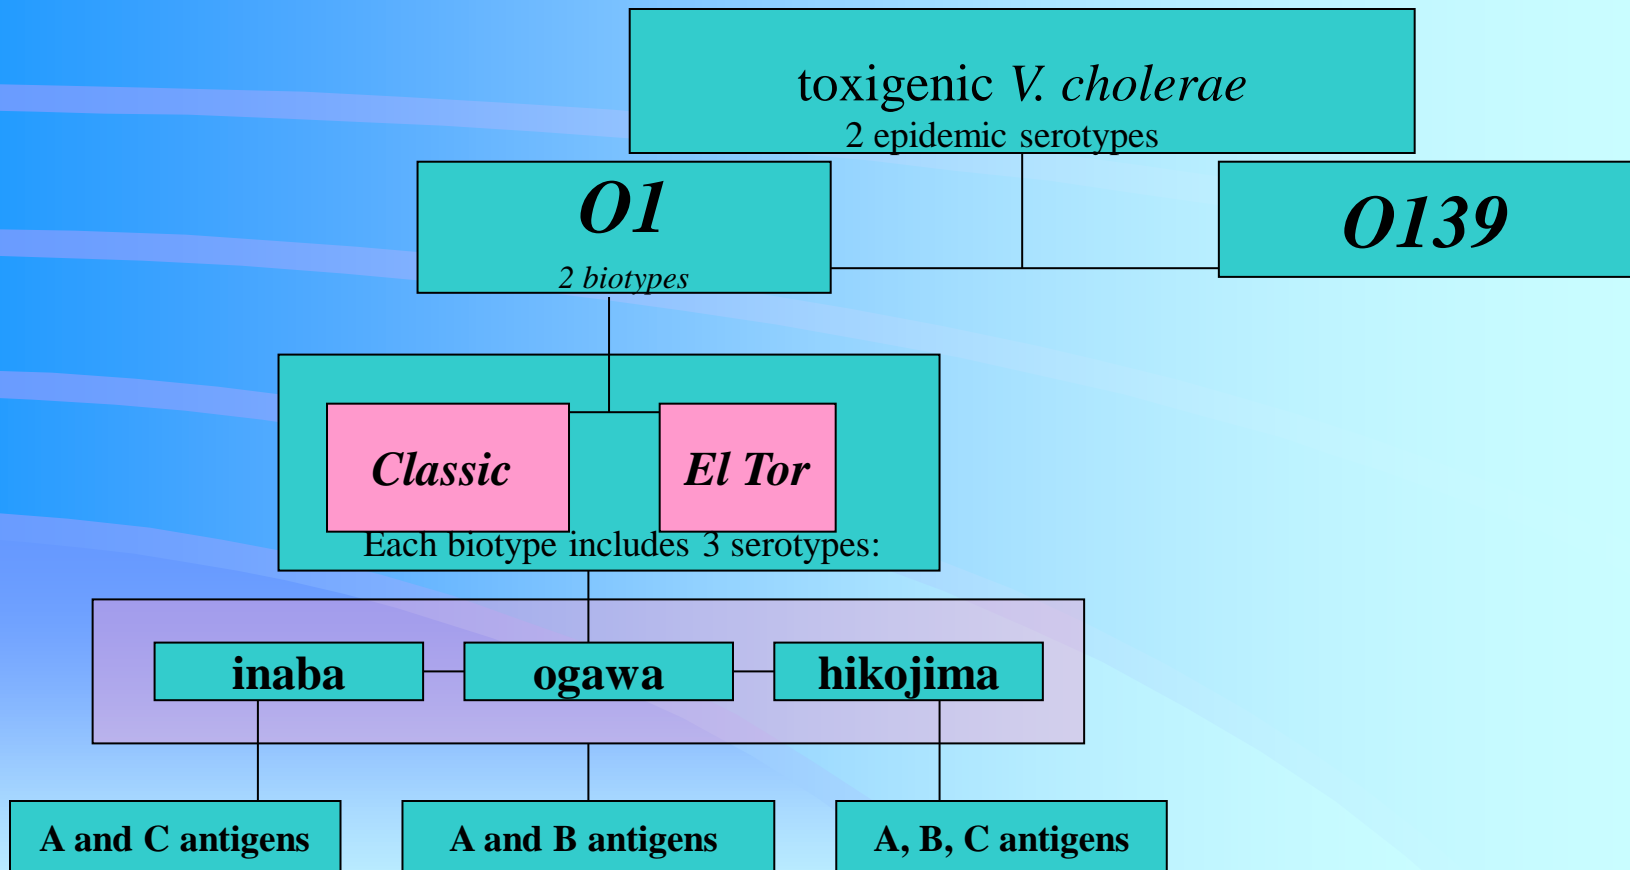 toxigenic V. cholerae
2 epidemic serotypes
O1
2 biotypes
O139
Classic
El Tor
Each biotype includes 3 serotypes:
inaba
ogawa
hikojima
A and C antigens
A and B antigens
A, B, C antigens